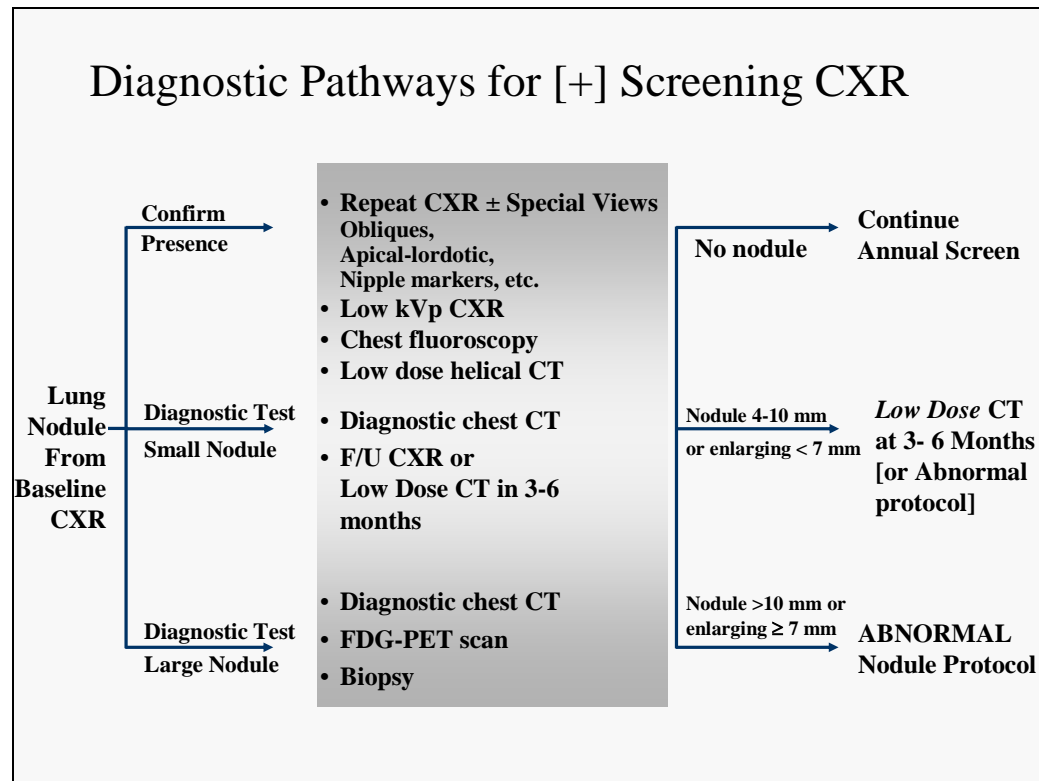 Diagnostic Pathways for [+] Screening CXR
Lung
Nodule
From
Baseline
CXR
Confirm
Presence
Diagnostic Test
Small Nodule
Diagnostic Test
Large Nodule
• Repeat CXR ± Special Views
Obliques,
Apical-lordotic,
Nipple markers, etc.
• Low kVp CXR
• Chest fluoroscopy
• Low dose helical CT
• Diagnostic chest CT
• F/U CXR or
Low Dose CT in 3-6
months
• Diagnostic chest CT
• FDG-PET scan
• Biopsy
No nodule
Continue
Annual Screen
Nodule 4-10 mm
or enlarging < 7 mm
Low Dose CT
at 3- 6 Months
[or Abnormal
protocol]
Nodule >10 mm or
enlarging ≥ 7 mm
ABNORMAL
Nodule Protocol